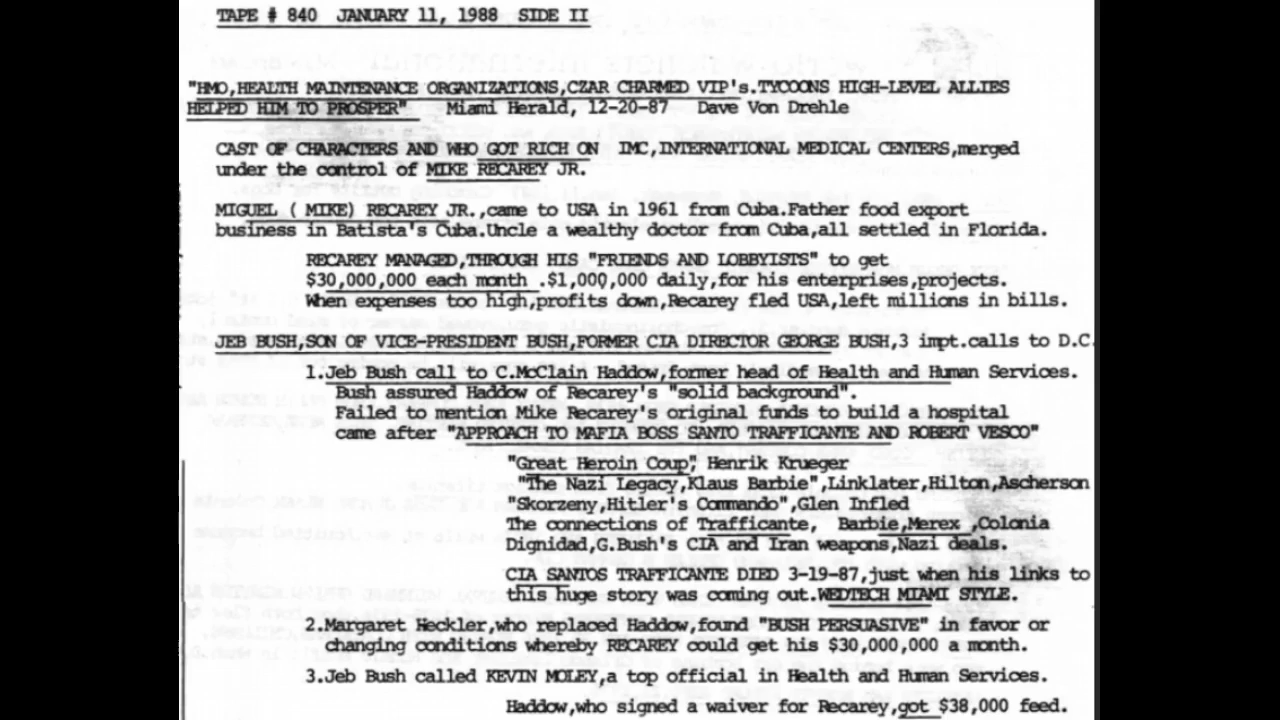 TAPE # 840 JANUARY 11, 1988 SIDE II
"HMO,HEALTH MAINTENANCE ORGANIZATIONS,CZAR CHARMED VIP's.TYCOONS HIGH-LEVEL ALLIES
HELPED HIM TO PROSPER" Miami Herald, 12-20-87 Dave Von Drehle
CAST OF CHARACTERS AND WHO GOT RICH ON IMC,INTERNATIONAL MEDICAL CENTERS,merged
under the control of MIKE RECAREY JR.
MIGUEL ( MIKE) RECAREY JR.,came to USA in 1961 from Cuba.Father food export
business in Batista's Cuba.Uncle a wealthy doctor from Cuba,all settled in Florida.
RECAREY MANAGED,THROUGH HIS "FRIENDS AND LOBBYISTS" to get
$30,000,000 each month .$1,000,000 daily,for his enterprises,projects.
When expenses too high,profits down,Recarey fled USA,left millions in bills.
JEB BUSH,SON OF VICE-PRESIDENT BUSH,FORMER CIA DIRECTOR GEORGE BUSH,3 impt.calls to D.C.
1.Jeb Bush call to C.McClain Haddow,former head of Health and Human Services.
Bush assured Haddow of Recarey's "solid background".
Failed to mention Mike Recarey's original funds to build a hospital
came after "APPROACH TO MAFIA BOSS SANTO TRAFFICANTE AND ROBERT VESCO"
"Great Heroin Coup", Henrik Krueger
"The Nazi Legacy,Klaus Barbie",Linklater,Hilton,Ascherson
"Skorzeny,Hitler's Commando",Glen Infled
The connections of Trafficante, Barbie,Merex ,Colonia
Dignidad,G.Bush's CIA and Iran weapons,Nazi deals.
CIA SANTOS TRAFFICANTE DIED 3-19-87,just when his links to
this huge story was coming out.WEDTECH MIAMI STYLE.
2.Margaret Heckler,who replaced Haddow,found "BUSH PERSUASIVE" in favor or
changing conditions whereby RECAREY could get his $30,000,000 a month.
3.Jeb Bush called KEVIN MOLEY,a top official in Health and Human Services.
Haddow,who signed a waiver for Recarey,got $38,000 feed.